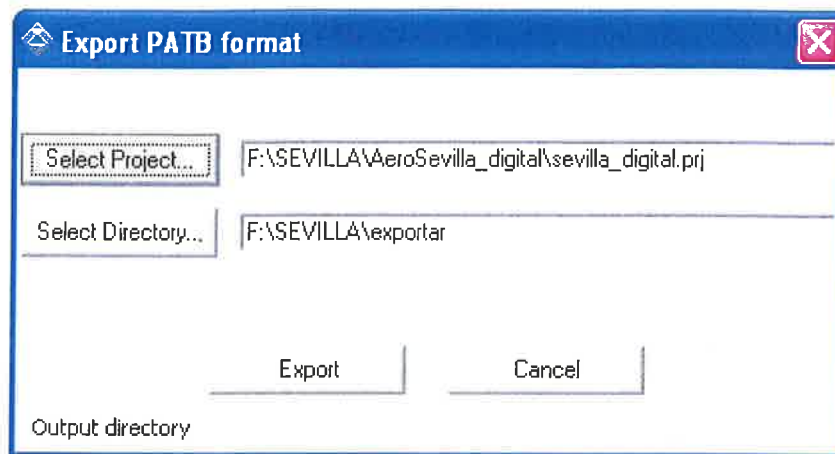 Export PATB format
Select Project... F:\SEVILLA\AeroSevilla_digital\sevilla_digital.prj
Select Directory... F:\SEVILLA\exportar
Export Cancel
Output directory